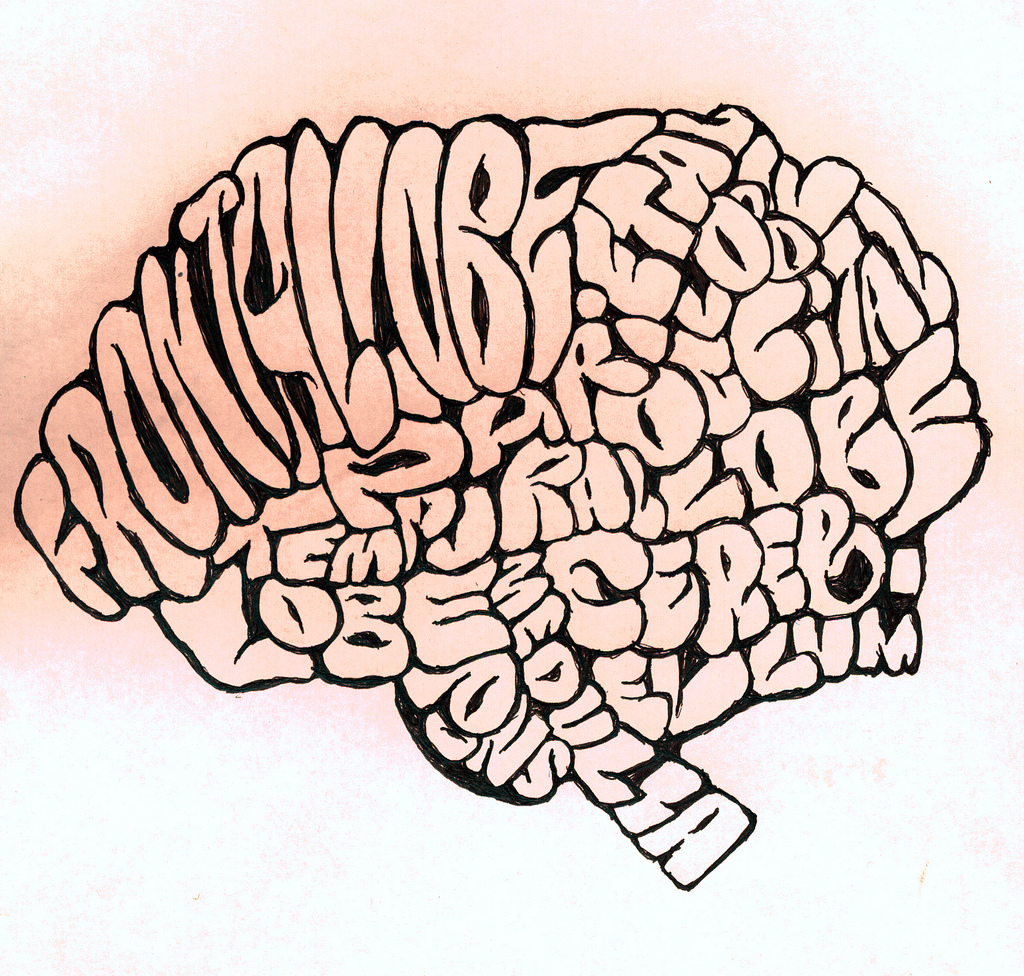 FRONTAL LOBE
PARIETAL LOBE
OCCIPITAL LOBE
TEMPORAL
LOBE
CEREBELLUM
PONS
MEDULLA